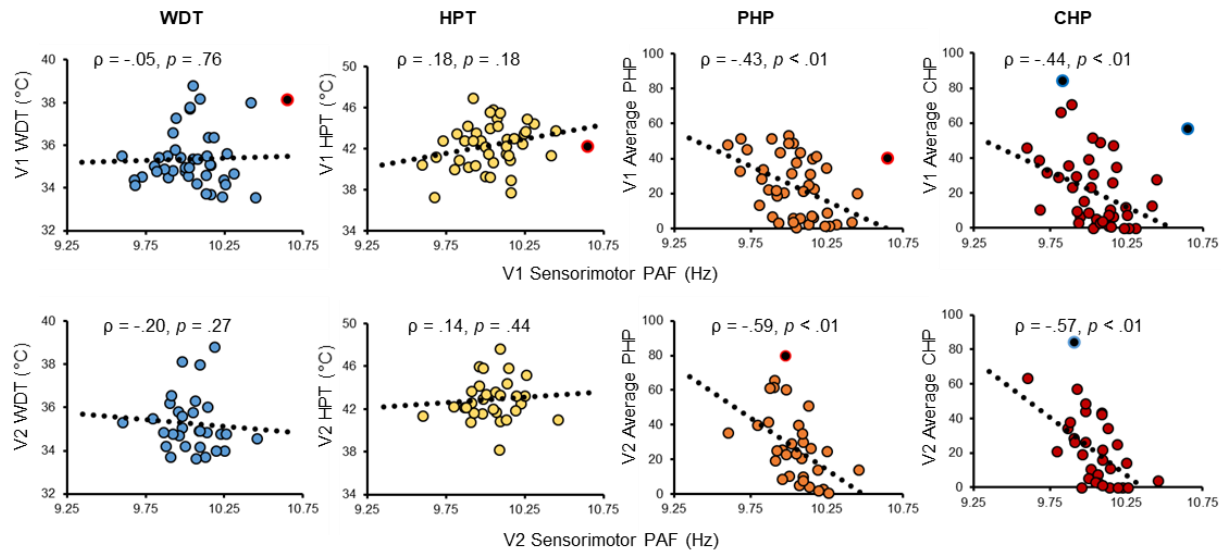 WDT HPT PHP CHP
ρ = -.05, p = .76
ρ = .18, p = .18
ρ = -.43, p < .01
ρ = -.44, p < .01
V1 WDT (°C)
40
38
36
34
32
9.25 9.75 10.25 10.75
V1 HPT (°C)
50
46
42
38
34
9.25 9.75 10.25 10.75
V1 Average PHP
100
80
60
40
20
0
9.25 9.75 10.25 10.75
V1 Average CHP
100
80
60
40
20
0
9.25 9.75 10.25 10.75
V1 Sensorimotor PAF (Hz)
ρ = -.20, p = .27
ρ = .14, p = .44
ρ = -.59, p < .01
ρ = -.57, p < .01
V2 WDT (°C)
40
38
36
34
32
9.25 9.75 10.25 10.75
V2 HPT (°C)
50
46
42
38
34
9.25 9.75 10.25 10.75
V2 Average PHP
100
80
60
40
20
0
9.25 9.75 10.25 10.75
V2 Average CHP
100
80
60
40
20
0
9.25 9.75 10.25 10.75
V2 Sensorimotor PAF (Hz)